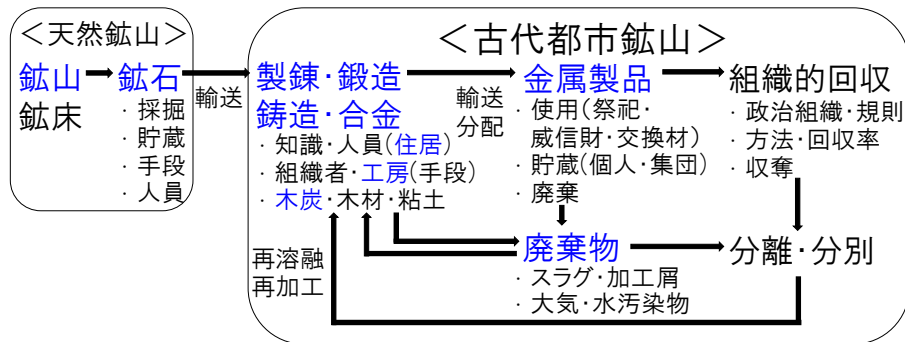 ＜天然鉱山＞
鉱山
鉱床
鉱石
・採掘
・貯蔵
・手段
・人員
輸送
＜古代都市鉱山＞
製錬・鍛造
鋳造・合金
・知識・人員(住居)
・組織者・工房(手段)
・木炭・木材・粘土
輸送
分配
金属製品
・使用(祭祀・
威信財・交換材)
・貯蔵(個人・集団)
・廃棄
組織的回収
・政治組織・規則
・方法・回収率
・収奪
再溶融
再加工
廃棄物
・スラグ・加工屑
・大気・水汚染物
分離・分別